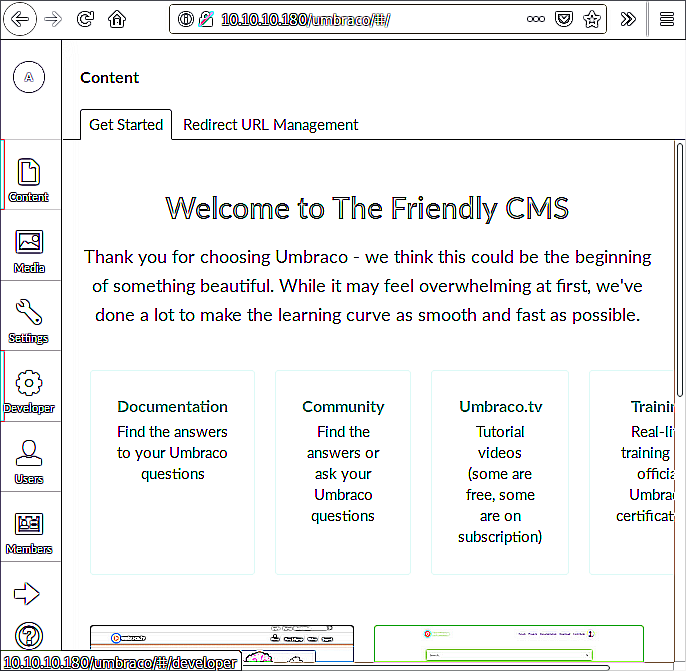 10.10.10.180/umbraco/#/
A
Content
Get Started
Redirect URL Management
Content
Media
Settings
Developer
Users
Members
Welcome to The Friendly CMS
Thank you for choosing Umbraco - we think this could be the beginning
of something beautiful. While it may feel overwhelming at first, we've
done a lot to make the learning curve as smooth and fast as possible.
Documentation
Find the answers
to your Umbraco
questions
Community
Find the
answers or
ask your
Umbraco
questions
Umbraco.tv
Tutorial
videos
(some are
free, some
are on
subscription)
Trainin
Real-li
training
officia
Umbra
certificat
umbraco.tv
10.10.10.180/umbraco/#/developer